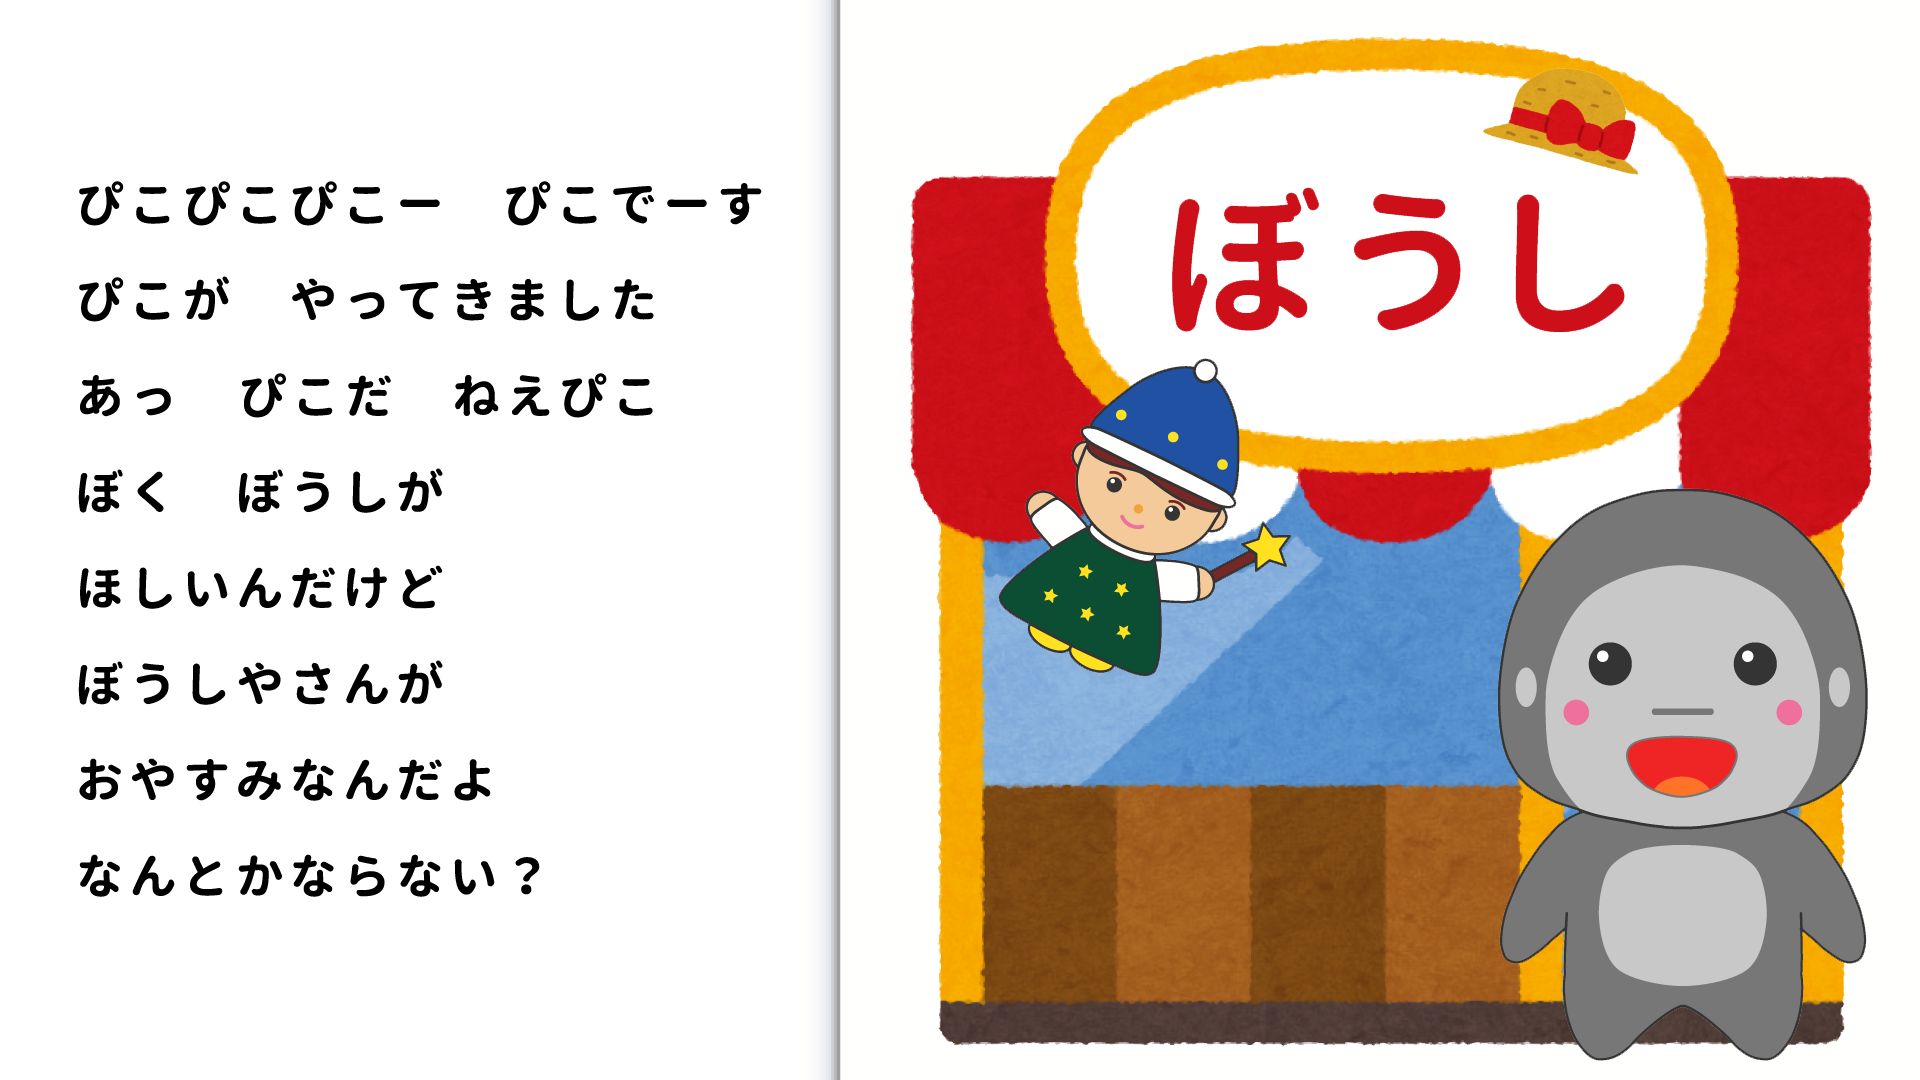 ぴこぴこぴこー　ぴこでーす
ぴこが　やってきました
あっ　ぴこだ　ねえぴこ
ぼく　ぼうしが
ほしいんだけど
ぼうしやさんが
おやすみなんだよ
なんとかならない？
ぼうし